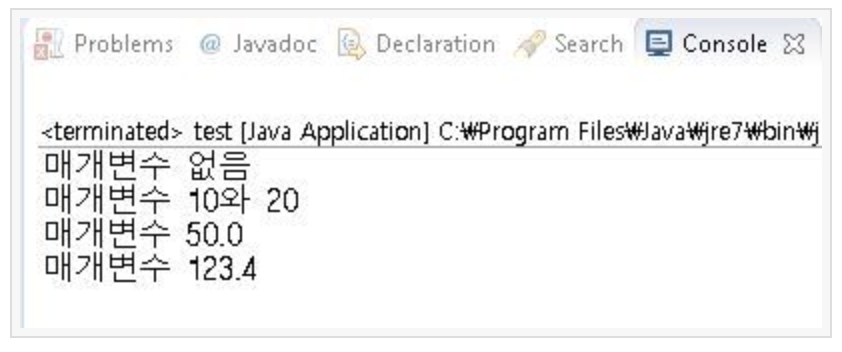 Problems @ Javadoc Declaration Search Console
<terminated> test [Java Application] C:₩Program Files₩Java₩jre7₩bin₩j
매개변수 없음
매개변수 10와 20
매개변수 50.0
매개변수 123.4